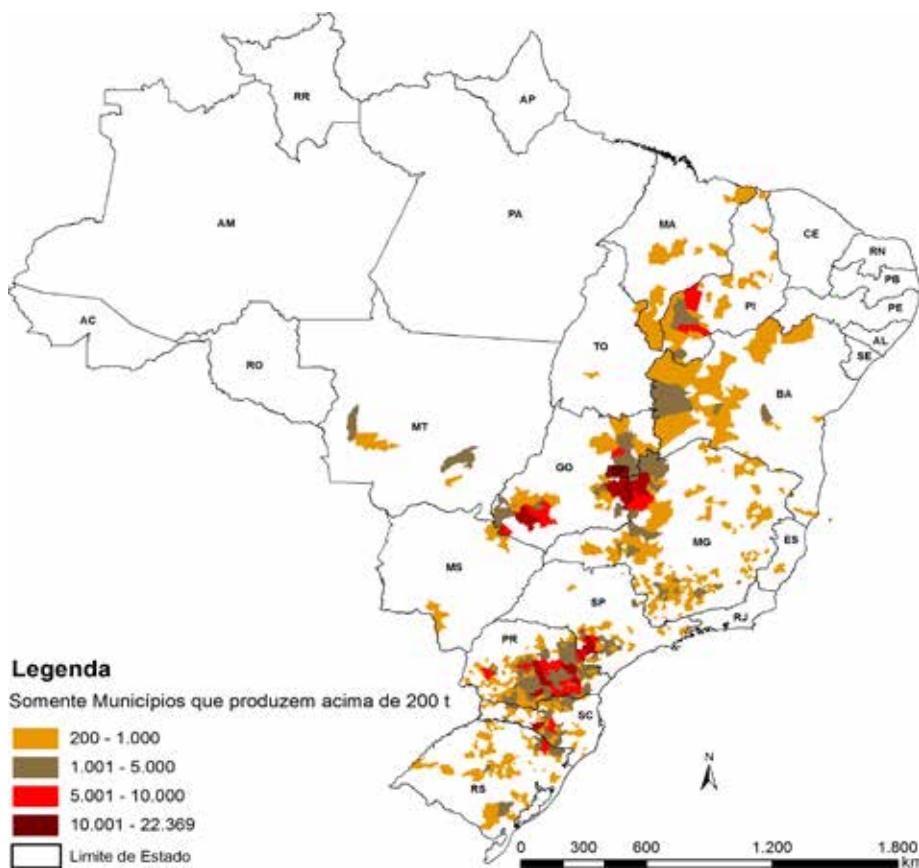 RR
AP
AM
PA
MA
CE
RN
PB
PE
AL
SE
PI
AC
RO
TO
BA
MT
GO
MG
ES
MS
SP
RJ
PR
SC
RS
Legenda
Somente Municípios que produzem acima de 200 t
200 - 1.000
1.001 - 5.000
5.001 - 10.000
10.001 - 22.369
Limite de Estado
N
0 300 600 1.200 1.800
km